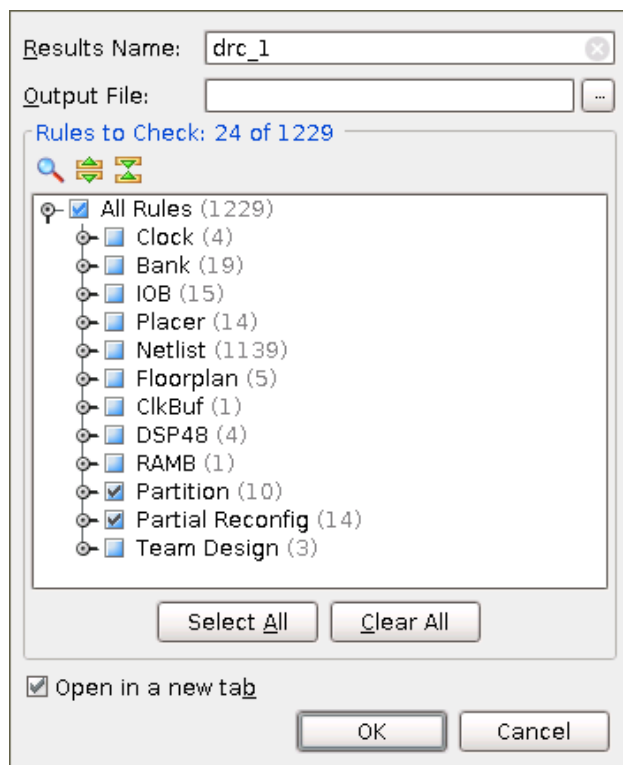 Results Name: drc_1
Output File: ...
Rules to Check: 24 of 1229
All Rules (1229)
Clock (4)
Bank (19)
IOB (15)
Placer (14)
Netlist (1139)
Floorplan (5)
ClkBuf (1)
DSP48 (4)
RAMB (1)
Partition (10)
Partial Reconfig (14)
Team Design (3)
Select All Clear All
Open in a new tab
OK Cancel